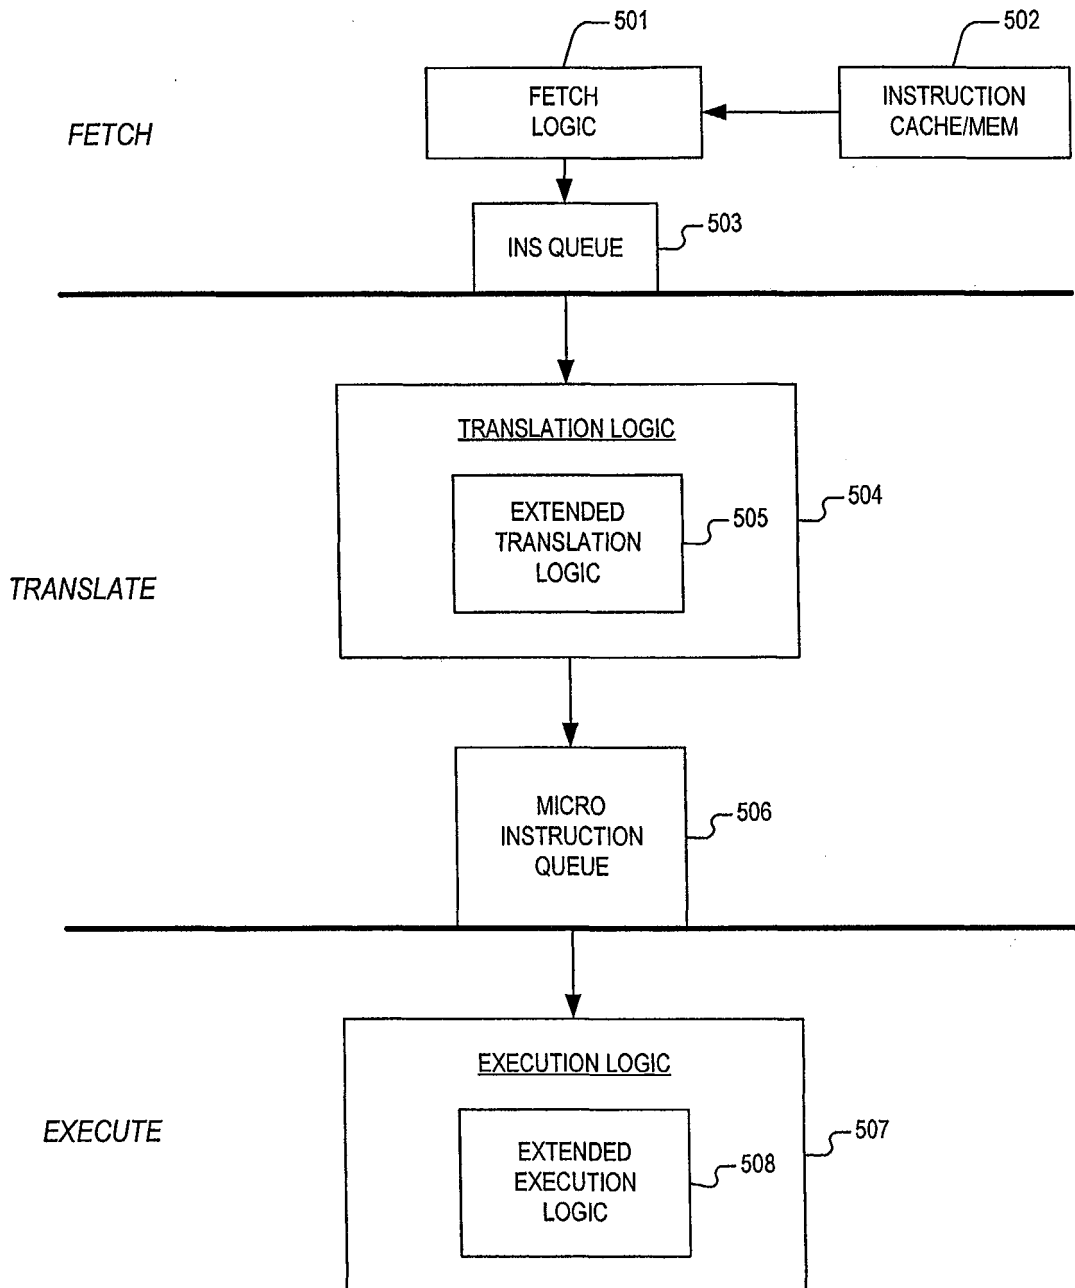 501
502
FETCH
LOGIC
INSTRUCTION
CACHE/MEM
FETCH
503
INS QUEUE
TRANSLATION LOGIC
504
EXTENDED
TRANSLATION
LOGIC
505
TRANSLATE
MICRO
INSTRUCTION
QUEUE
506
EXECUTION LOGIC
EXECUTE
507
EXTENDED
EXECUTION
LOGIC
508